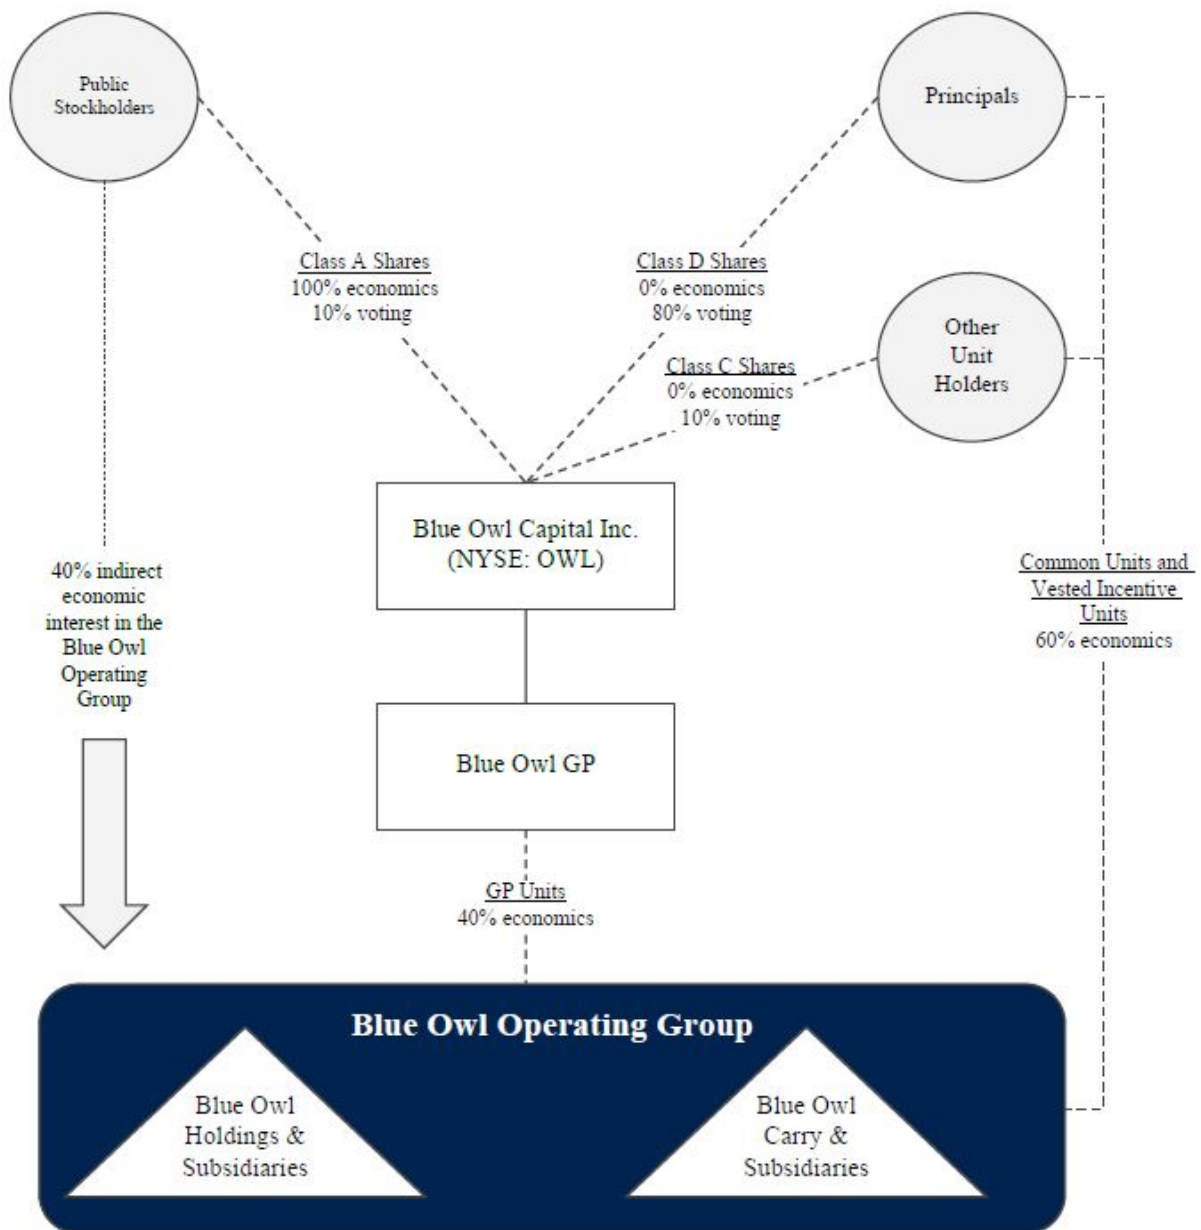 Public
Stockholders
Principals
Class A Shares
100% economics
10% voting
Class D Shares
0% economics
80% voting
Other
Unit
Holders
Class C Shares
0% economics
10% voting
Blue Owl Capital Inc.
(NYSE: OWL)
40% indirect
economic
interest in the
Blue Owl
Operating
Group
Common Units and
Vested Incentive
Units
60% economics
Blue Owl GP
GP Units
40% economics
Blue Owl Operating Group
Blue Owl
Holdings &
Subsidiaries
Blue Owl
Carry &
Subsidiaries